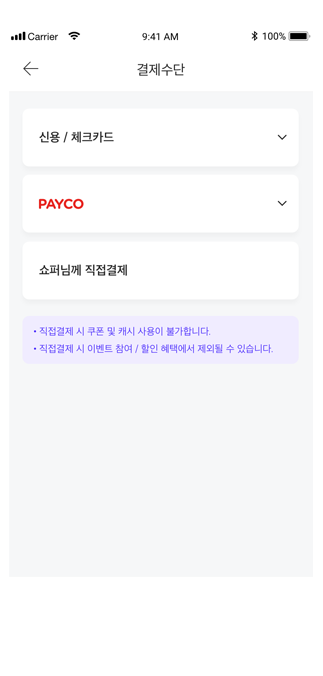 Carrier 9:41 AM 100%
결제수단
신용 / 체크카드
PAYCO
쇼퍼님께 직접결제
• 직접결제 시 쿠폰 및 캐시 사용이 불가합니다.
• 직접결제 시 이벤트 참여 / 할인 혜택에서 제외될 수 있습니다.